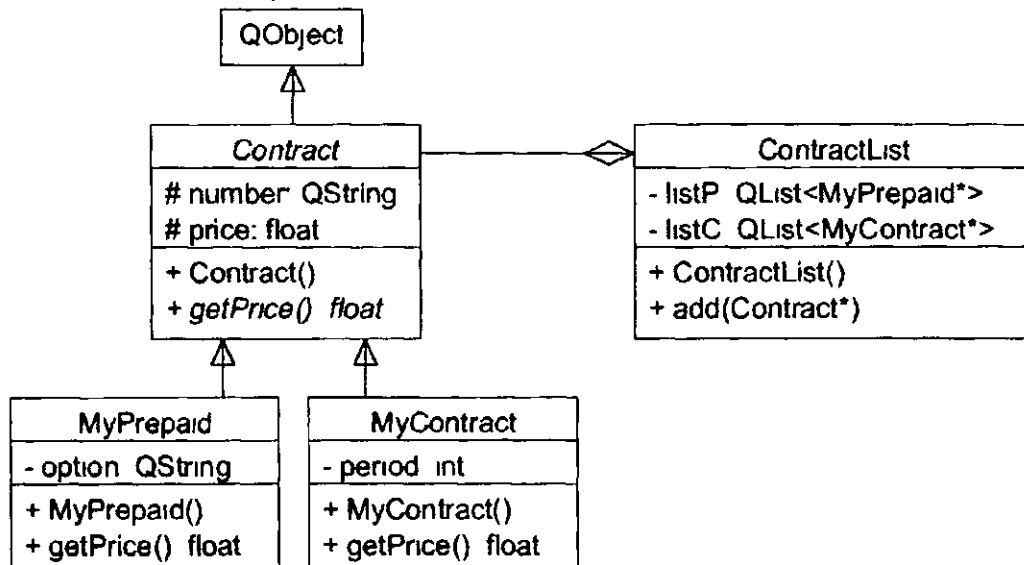 QObject
Contract
# number QString
# price: float
+ Contract()
+ getPrice() float
ContractList
- listP QList<MyPrepaid*>
- listC QList<MyContract*>
+ ContractList()
+ add(Contract*)
MyPrepaid
- option QString
+ MyPrepaid()
+ getPrice() float
MyContract
- period int
+ MyContract()
+ getPrice() float